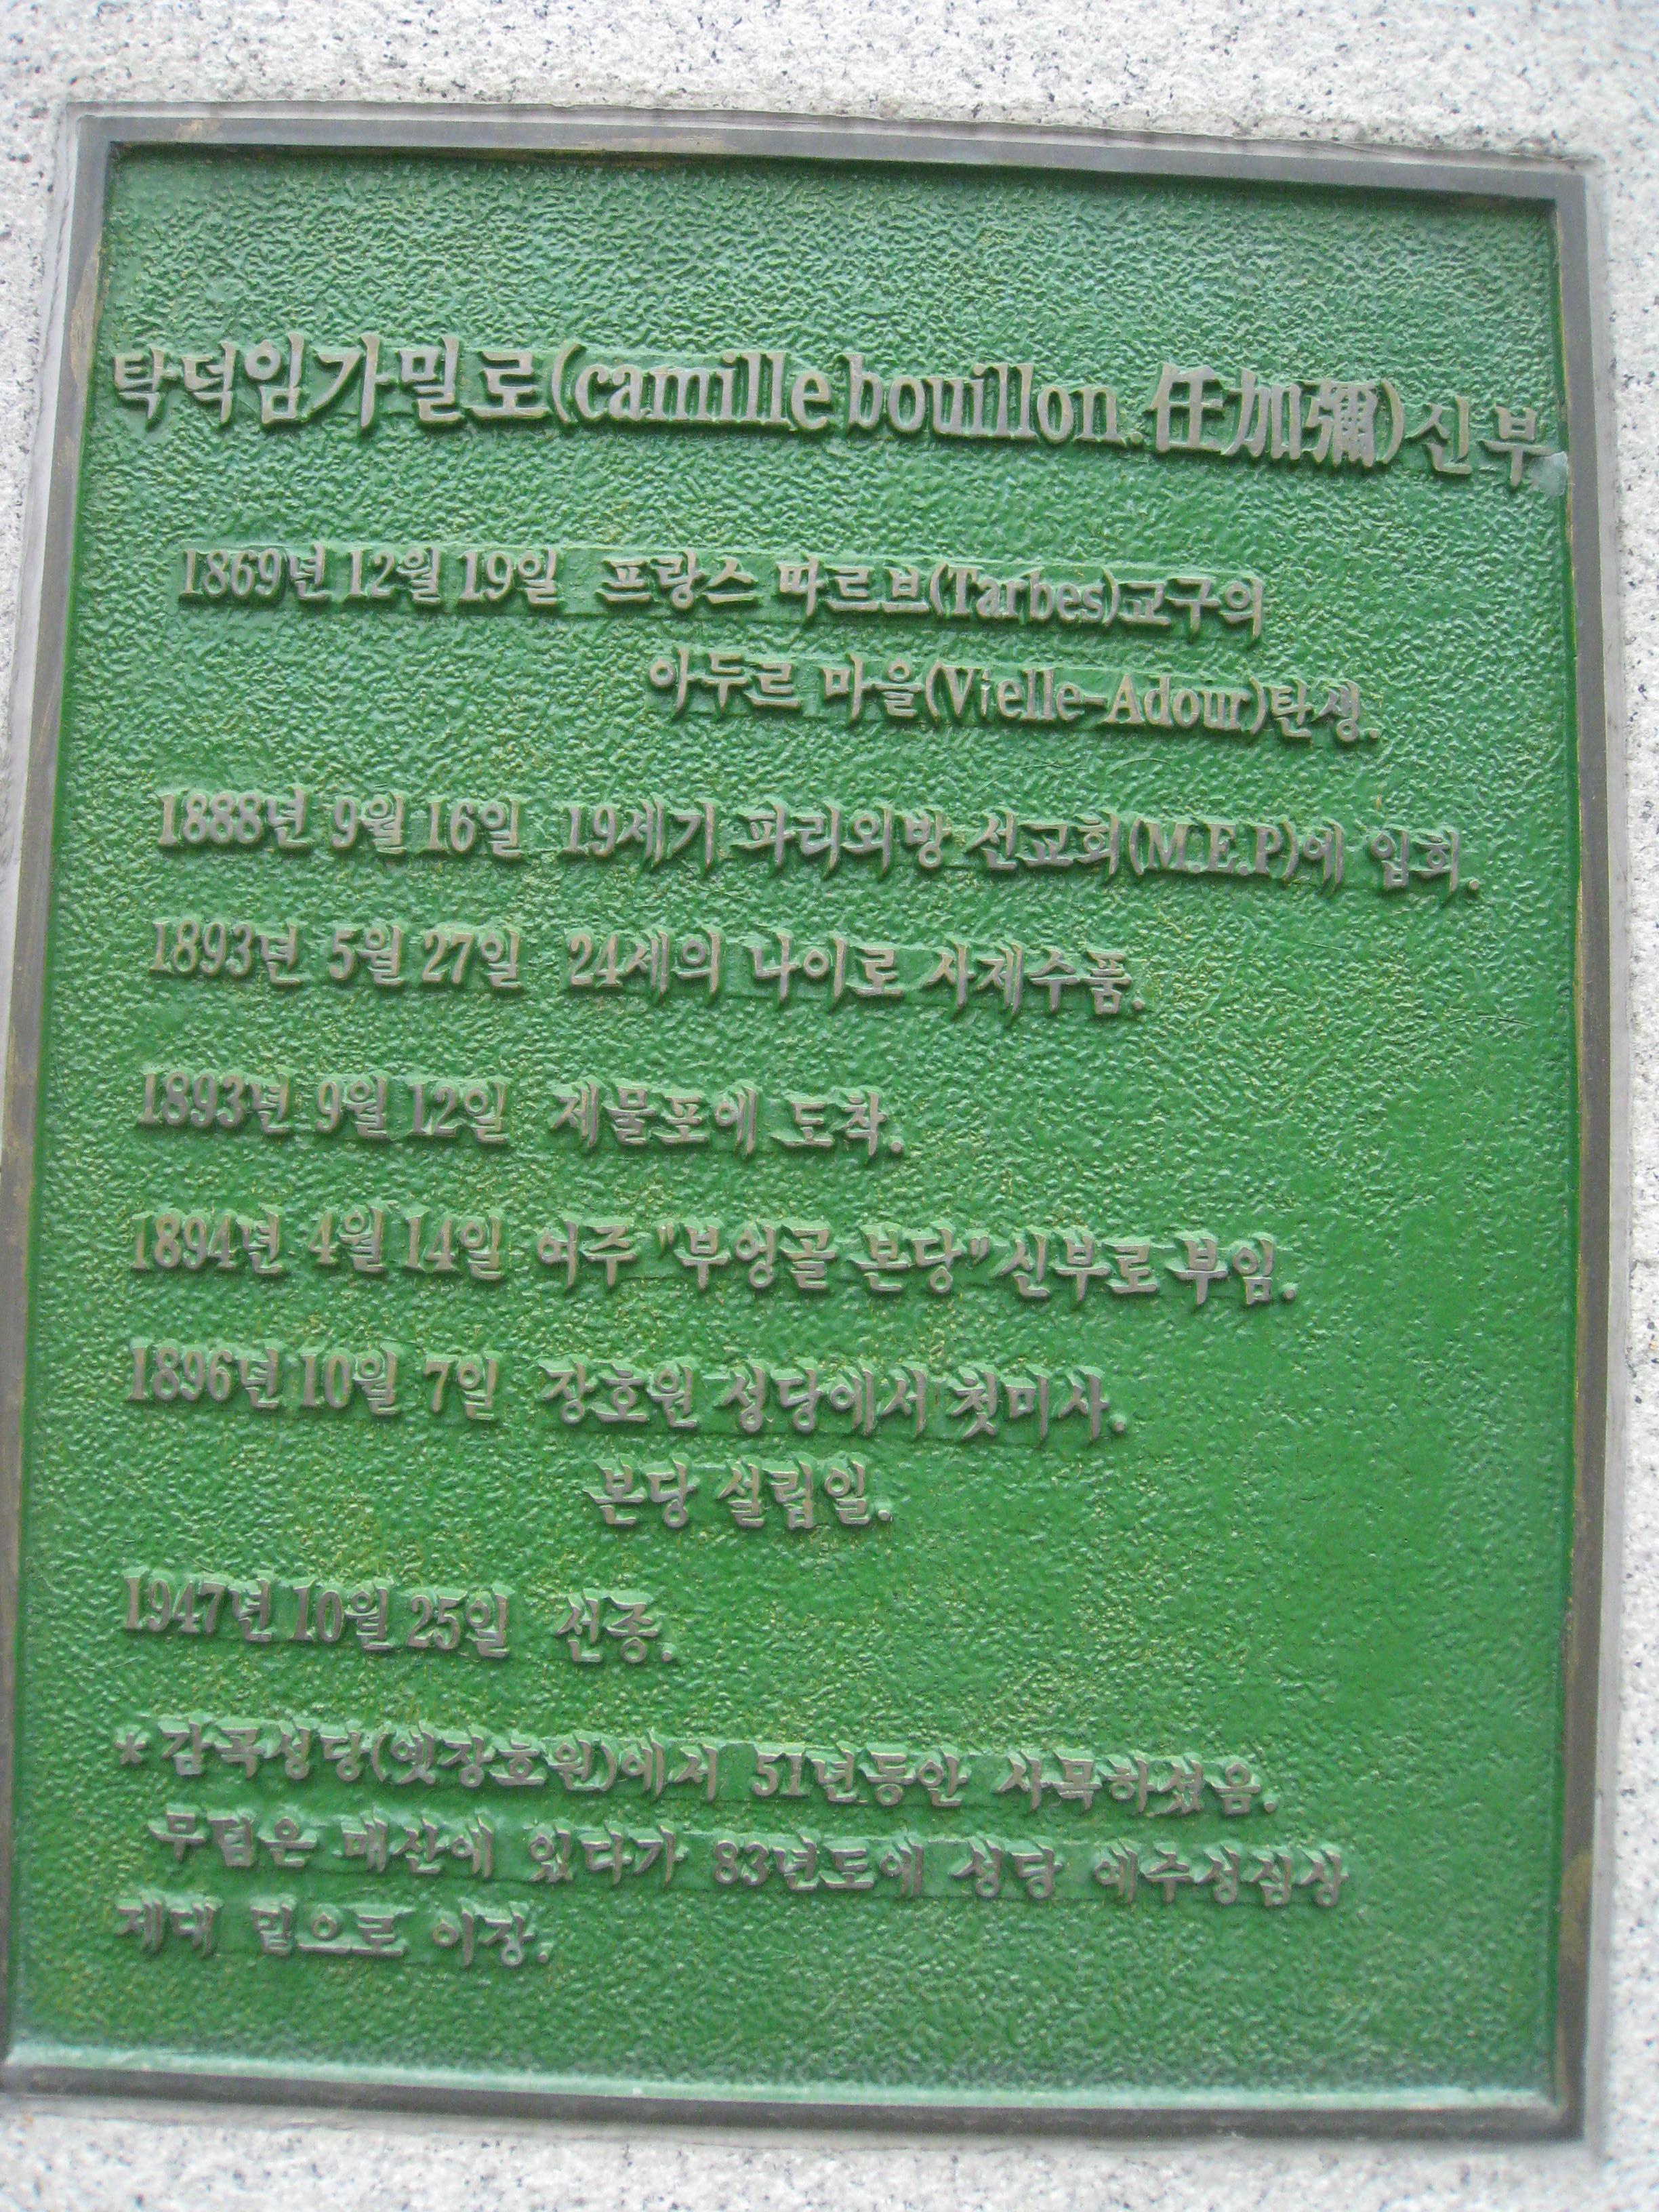 탁덕임가밀로(camille bouillon.任加彌)신부
1869년 12월 19일 프랑스 따르브(Tarbes)교구의
아두르 마을(Vielle-Adour)탄생.
1888년 9월 16일 19세기 파리외방 선교회(M.E.P)에 입회.
1893년 5월 27일 24세의 나이로 사제수품.
1893년 9월 12일 제물포에 도착.
1894년 4월 14일 여주 "부엉골 본당" 신부로 부임.
1896년 10월 7일 장호원 성당에서 첫미사.
본당 설립일.
1947년 10월 25일 선종.
* 감곡성당(옛장호원)에서 51년동안 사목하셨음.
무덤은 매산에 있다가 83년도에 성당 예수성심상
제대 밑으로 이장.